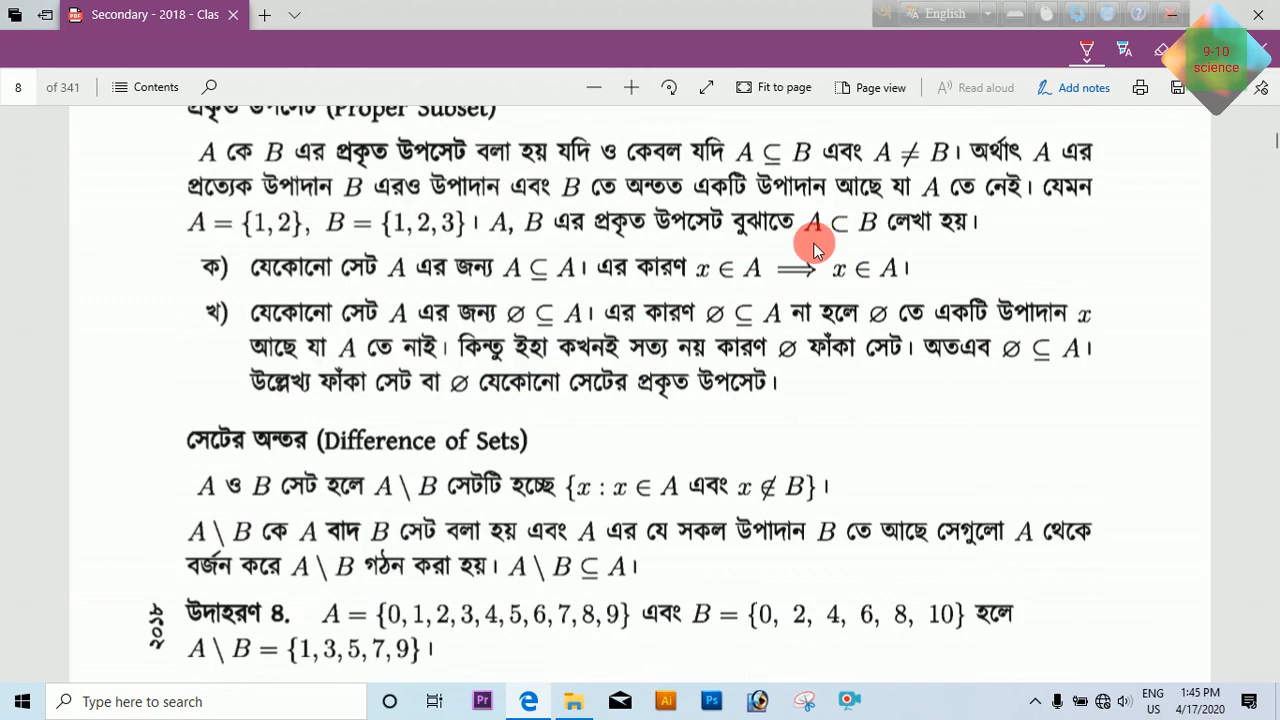 Secondary - 2018 - Clas
English
9-10
science
8 of 341 Contents Fit to page Page view Read aloud Add notes
প্রকৃত উপসেট (Proper Subset)
A কে B এর প্রকৃত উপসেট বলা হয় যদি ও কেবল যদি A ⊆ B এবং A ≠ B। অর্থাৎ A এর
প্রত্যেক উপাদান B এরও উপাদান এবং B তে অন্তত একটি উপাদান আছে যা A তে নেই। যেমন
A = {1, 2}, B = {1, 2, 3}। A, B এর প্রকৃত উপসেট বুঝাতে A ⊂ B লেখা হয়।
ক) যেকোনো সেট A এর জন্য A ⊆ A। এর কারণ x ∈ A ⟹ x ∈ A।
খ) যেকোনো সেট A এর জন্য ∅ ⊆ A। এর কারণ ∅ ⊆ A না হলে ∅ তে একটি উপাদান x
আছে যা A তে নাই। কিন্তু ইহা কখনই সত্য নয় কারণ ∅ ফাঁকা সেট। অতএব ∅ ⊆ A।
উল্লেখ্য ফাঁকা সেট বা ∅ যেকোনো সেটের প্রকৃত উপসেট।
সেটের অন্তর (Difference of Sets)
A ও B সেট হলে A \ B সেটটি হচ্ছে {x : x ∈ A এবং x ∉ B}।
A \ B কে A বাদ B সেট বলা হয় এবং A এর যে সকল উপাদান B তে আছে সেগুলো A থেকে
বর্জন করে A \ B গঠন করা হয়। A \ B ⊆ A।
উদাহরণ 4. A = {0, 1, 2, 3, 4, 5, 6, 7, 8, 9} এবং B = {0, 2, 4, 6, 8, 10} হলে
A \ B = {1, 3, 5, 7, 9}।
২০১৮
Type here to search
ENG 1:45 PM
US 4/17/2020